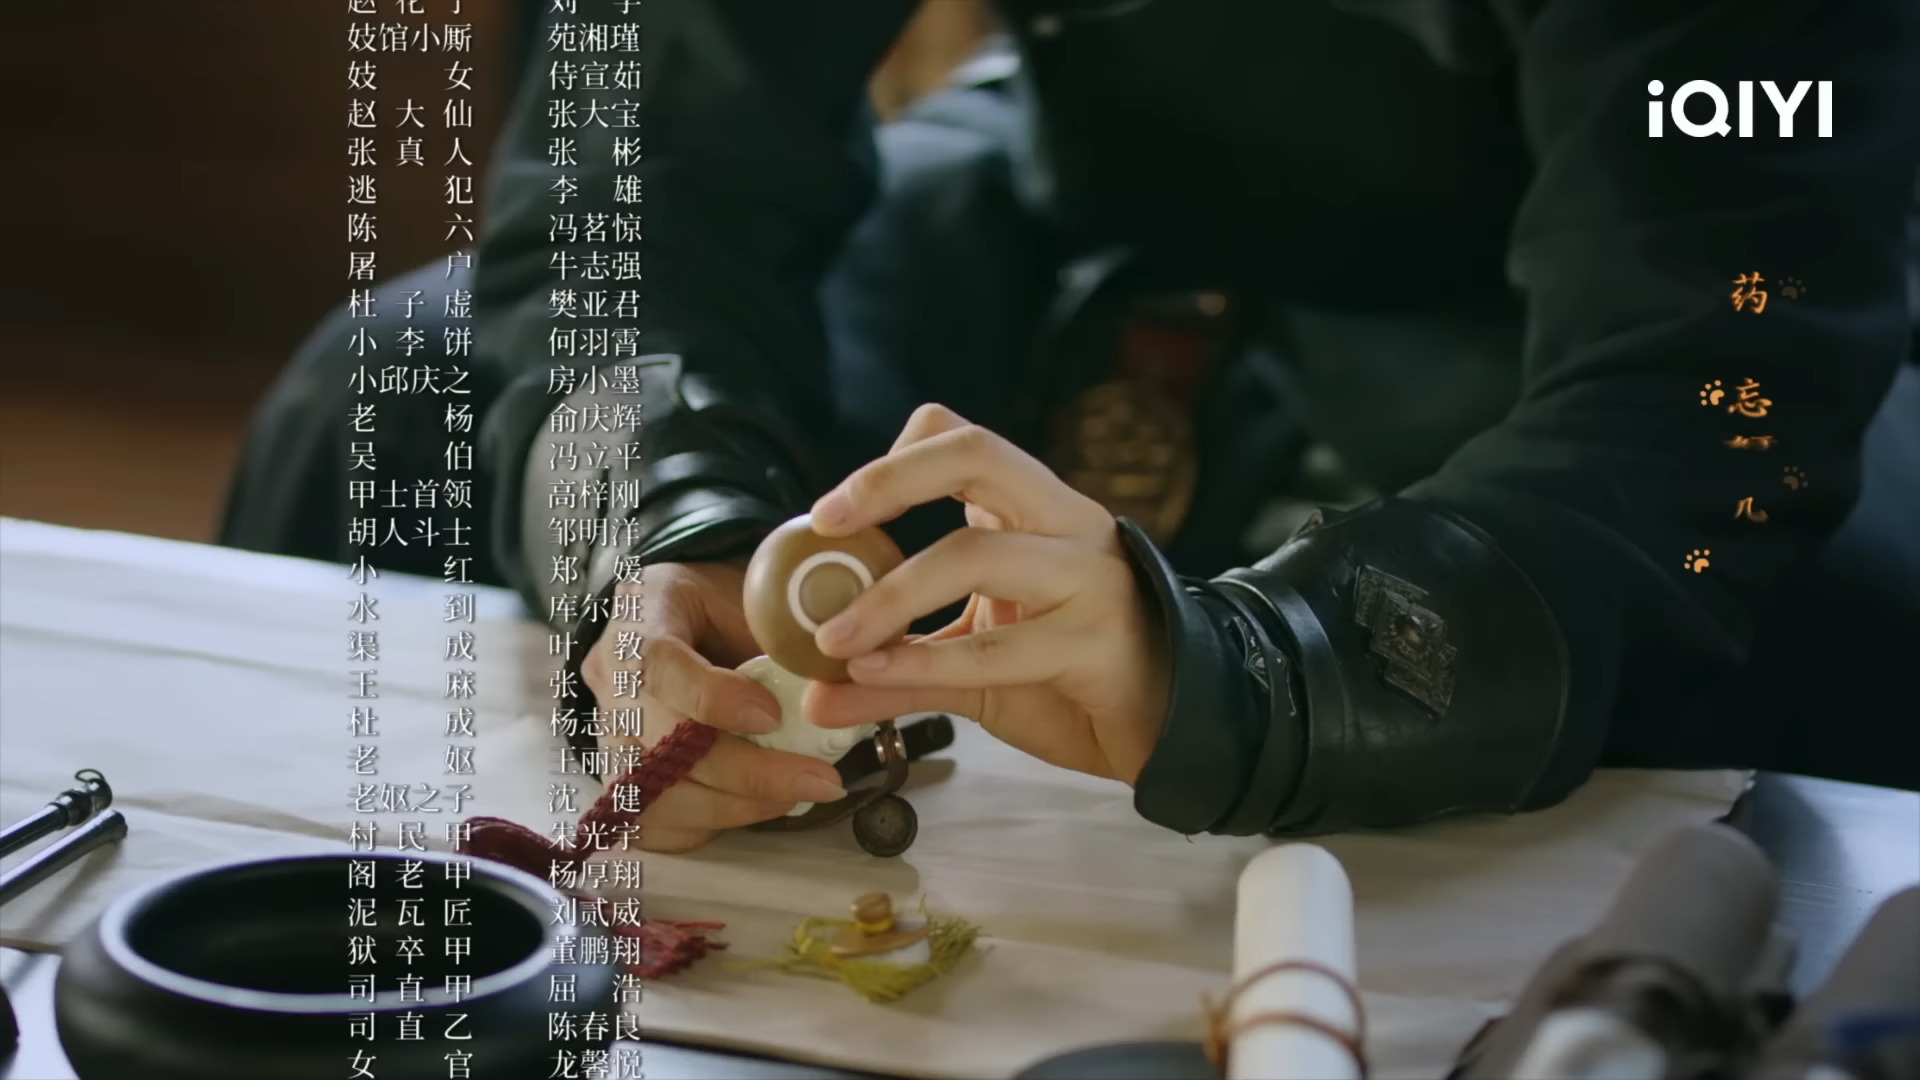 妓馆小厮 苑湘瑾
妓女 侍宣茹
赵大仙 张大宝
张真人 张彬
逃犯 李雄
陈六 冯茗惊
屠户 牛志强
杜子虚 樊亚君
小李饼 何羽霄
小邱庆之 房小墨
老杨 俞庆辉
吴伯 冯立平
甲士首领 高梓刚
胡人斗士 邹明洋
小红 郑媛
水到 库尔班
渠成 叶教
王麻 张野
杜成 杨志刚
老妪 王丽萍
老妪之子 沈健
村民甲 朱光宇
阁老甲 杨厚翔
泥瓦匠 刘贰威
狱卒甲 董鹏翔
司直甲 屈浩
司直乙 陈春良
女官 龙馨悦
iQIYI
药
忘
几